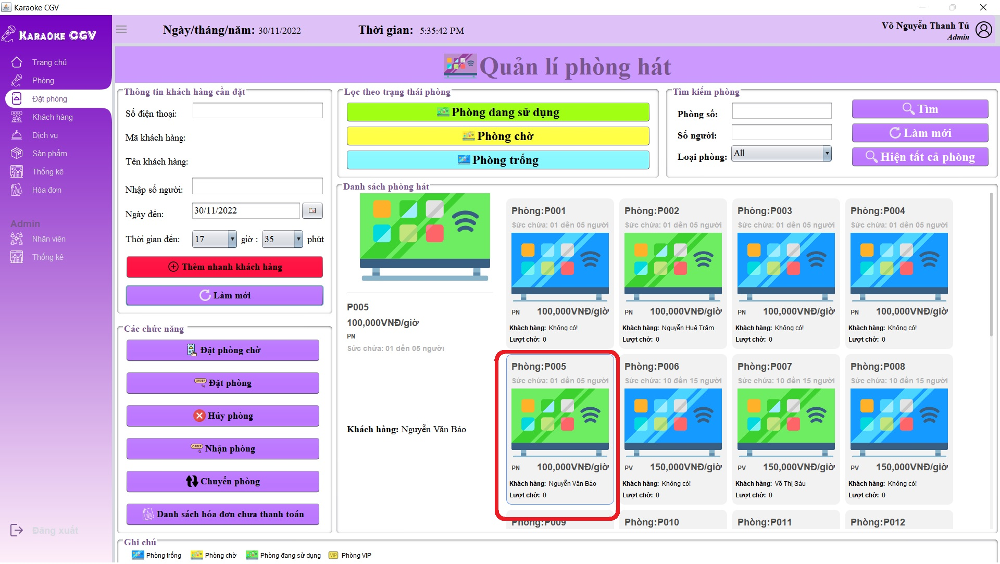 Karaoke CGV
KARAOKE CGV
Ngày/tháng/năm: 30/11/2022
Thời gian: 5:35:42 PM
Võ Nguyễn Thanh Tú
Admin
Trang chủ
Phòng
Đặt phòng
Khách hàng
Dịch vụ
Sản phẩm
Thống kê
Hóa đơn
Admin
Nhân viên
Thống kê
Đăng xuất
Quản lí phòng hát
Thông tin khách hàng cần đặt
Số điện thoại:
Mã khách hàng:
Tên khách hàng:
Nhập số người:
Ngày đến: 30/11/2022
Thời gian đến: 17 giờ : 35 phút
Thêm nhanh khách hàng
Làm mới
Các chức năng
Đặt phòng chờ
ORDER Đặt phòng
Hủy phòng
ORDER Nhận phòng
Chuyển phòng
Danh sách hóa đơn chưa thanh toán
Lọc theo trạng thái phòng
Phòng đang sử dụng
Phòng chờ
Phòng trống
Tìm kiếm phòng
Phòng số:
Số người:
Loại phòng: All
Tìm
Làm mới
Hiện tất cả phòng
Danh sách phòng hát
P005
100,000VNĐ/giờ
PN
Sức chứa: 01 đến 05 người
Khách hàng: Nguyễn Văn Bảo
Phòng:P001
Sức chứa: 01 đến 05 người
PN 100,000VNĐ/giờ
Khách hàng: Không có!
Lượt chờ: 0
Phòng:P002
Sức chứa: 01 đến 05 người
PN 100,000VNĐ/giờ
Khách hàng: Nguyễn Huệ Trâm
Lượt chờ: 0
Phòng:P003
Sức chứa: 01 đến 05 người
PN 100,000VNĐ/giờ
Khách hàng: Không có!
Lượt chờ: 0
Phòng:P004
Sức chứa: 01 đến 05 người
PN 100,000VNĐ/giờ
Khách hàng: Không có!
Lượt chờ: 0
Phòng:P005
Sức chứa: 01 đến 05 người
PN 100,000VNĐ/giờ
Khách hàng: Nguyễn Văn Bảo
Lượt chờ: 0
Phòng:P006
Sức chứa: 10 đến 15 người
PV 150,000VNĐ/giờ
Khách hàng: Không có!
Lượt chờ: 0
Phòng:P007
Sức chứa: 10 đến 15 người
PV 150,000VNĐ/giờ
Khách hàng: Võ Thị Sáu
Lượt chờ: 0
Phòng:P008
Sức chứa: 10 đến 15 người
PV 150,000VNĐ/giờ
Khách hàng: Không có!
Lượt chờ: 0
Phòng:P009
Phòng:P010
Phòng:P011
Phòng:P012
Ghi chú
Phòng trống
Phòng chờ
Phòng đang sử dụng
VIP Phòng VIP